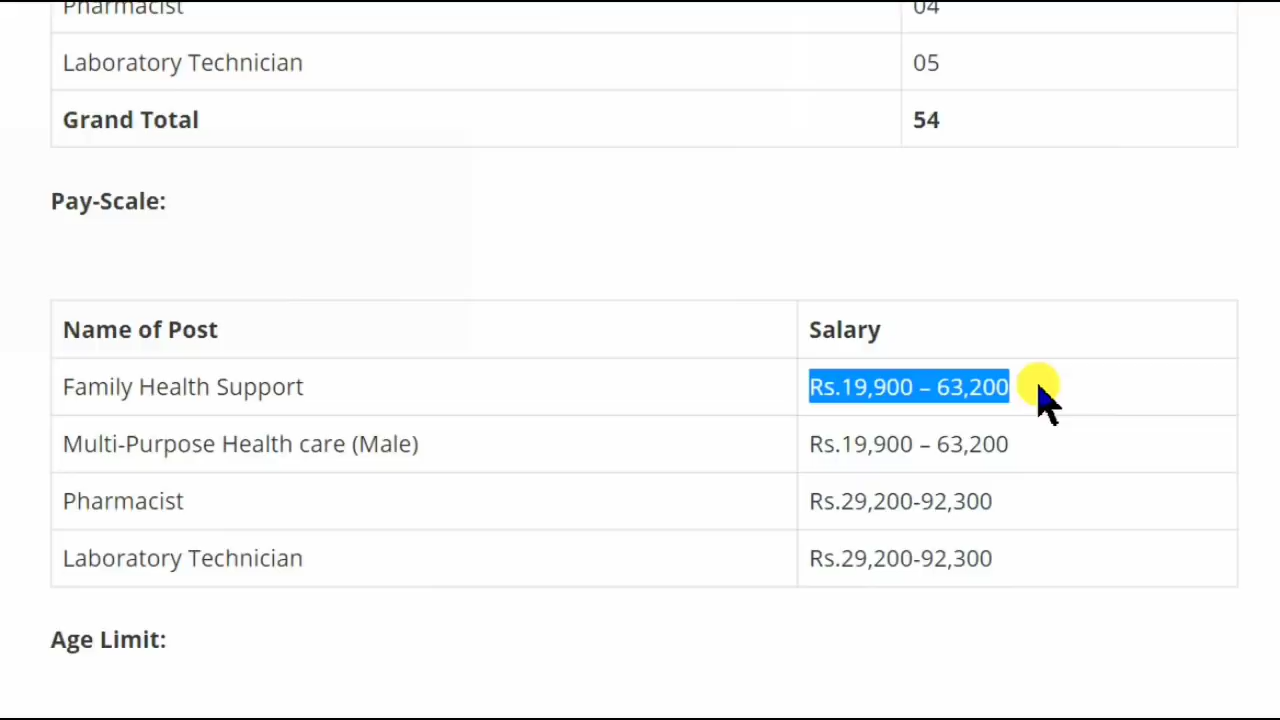 Pharmacist 04
Laboratory Technician 05
Grand Total 54
Pay-Scale:
Name of Post Salary
Family Health Support Rs.19,900 – 63,200
Multi-Purpose Health care (Male) Rs.19,900 – 63,200
Pharmacist Rs.29,200-92,300
Laboratory Technician Rs.29,200-92,300
Age Limit: